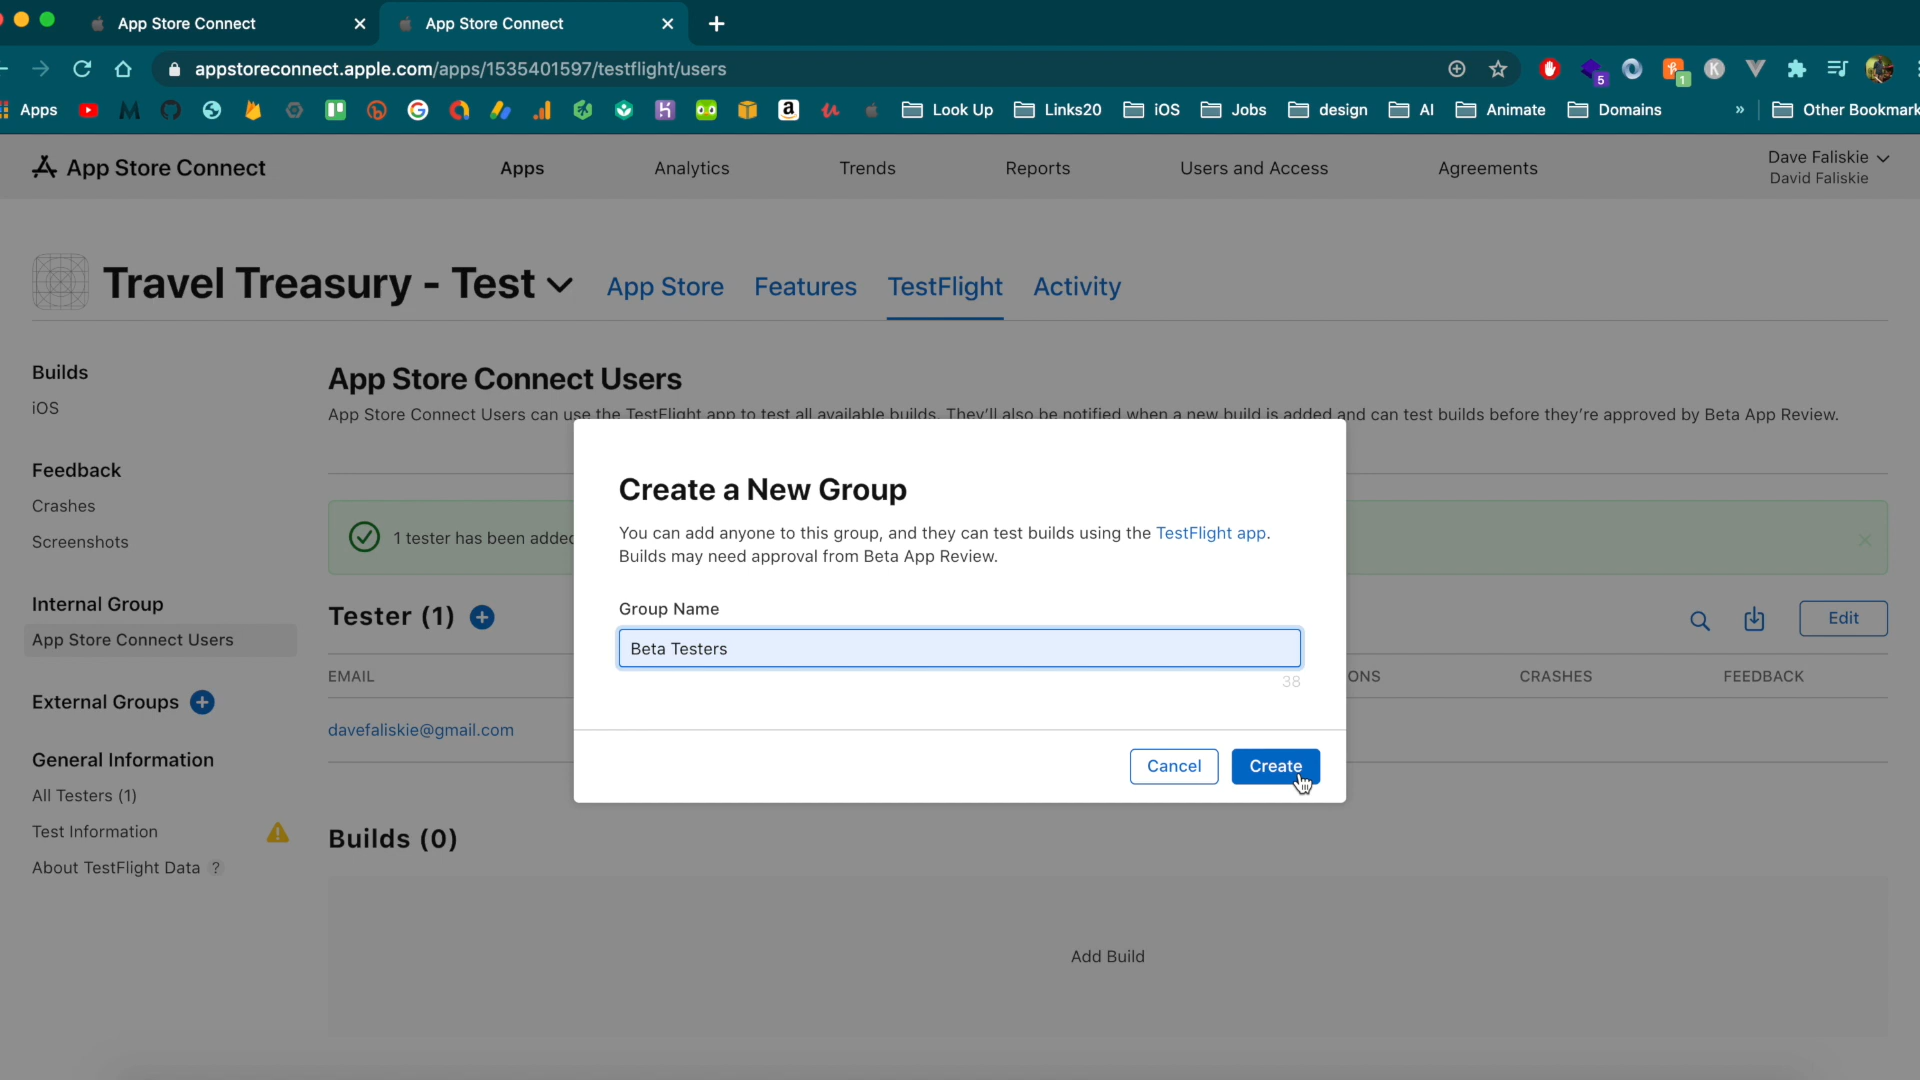 App Store Connect
App Store Connect
appstoreconnect.apple.com/apps/1535401597/testflight/users
5
1
K
Apps
Look Up
Links20
iOS
Jobs
design
AI
Animate
Domains
»
Other Bookmark
App Store Connect
Apps
Analytics
Trends
Reports
Users and Access
Agreements
Dave Faliskie
David Faliskie
Travel Treasury - Test
App Store
Features
TestFlight
Activity
Builds
iOS
Feedback
Crashes
Screenshots
Internal Group
App Store Connect Users
External Groups
General Information
All Testers (1)
Test Information
About TestFlight Data ?
App Store Connect Users
App Store Connect Users can use the TestFlight app to test all available builds. They'll also be notified when a new build is added and can test builds before they're approved by Beta App Review.
1 tester has been added
Tester (1)
Edit
EMAIL
ONS
CRASHES
FEEDBACK
davefaliskie@gmail.com
Builds (0)
Add Build
Create a New Group
You can add anyone to this group, and they can test builds using the TestFlight app.
Builds may need approval from Beta App Review.
Group Name
Beta Testers
38
Cancel
Create